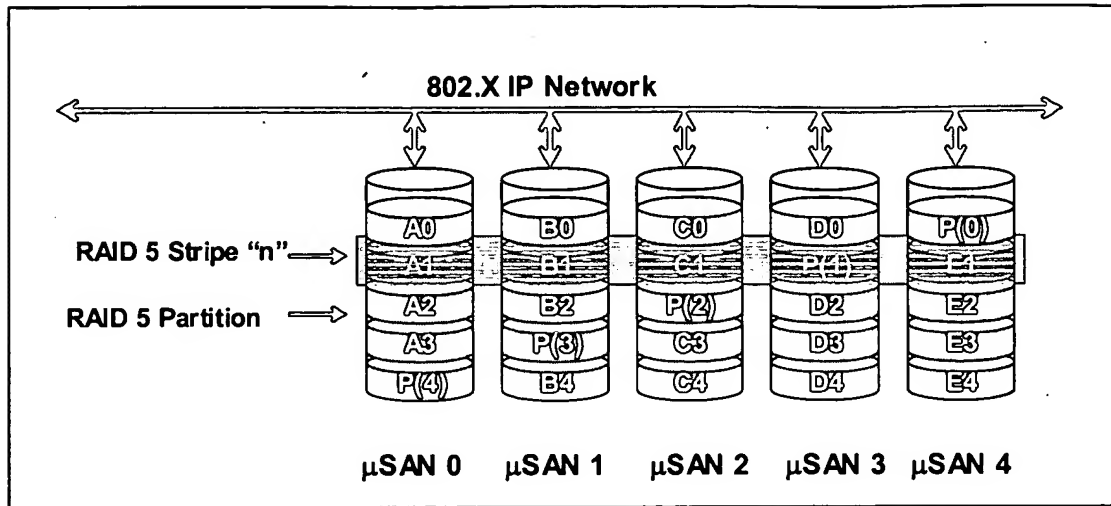 802.X IP Network
A0 B0 C0 D0 P(0)
RAID 5 Stripe “n”
A1 B1 C1 P(1) E1
A2 B2 P(2) D2 E2
RAID 5 Partition
A3 P(3) C3 D3 E3
P(4) B4 C4 D4 E4
μSAN 0 μSAN 1 μSAN 2 μSAN 3 μSAN 4